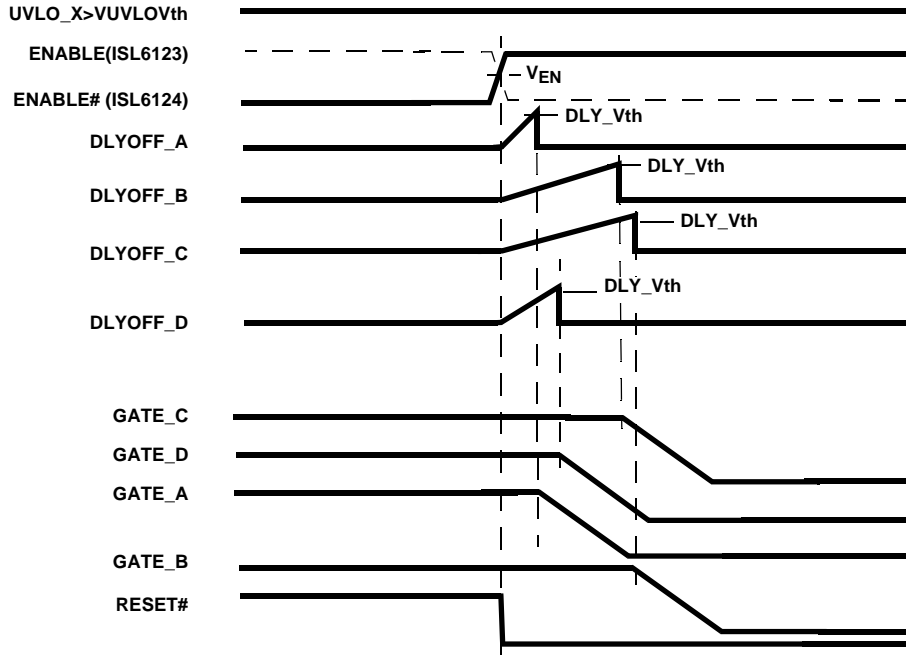 UVLO_X>VUVLOVth
ENABLE(ISL6123)
VEN
ENABLE# (ISL6124)
DLY_Vth
DLYOFF_A
DLY_Vth
DLYOFF_B
DLY_Vth
DLYOFF_C
DLY_Vth
DLYOFF_D
GATE_C
GATE_D
GATE_A
GATE_B
RESET#